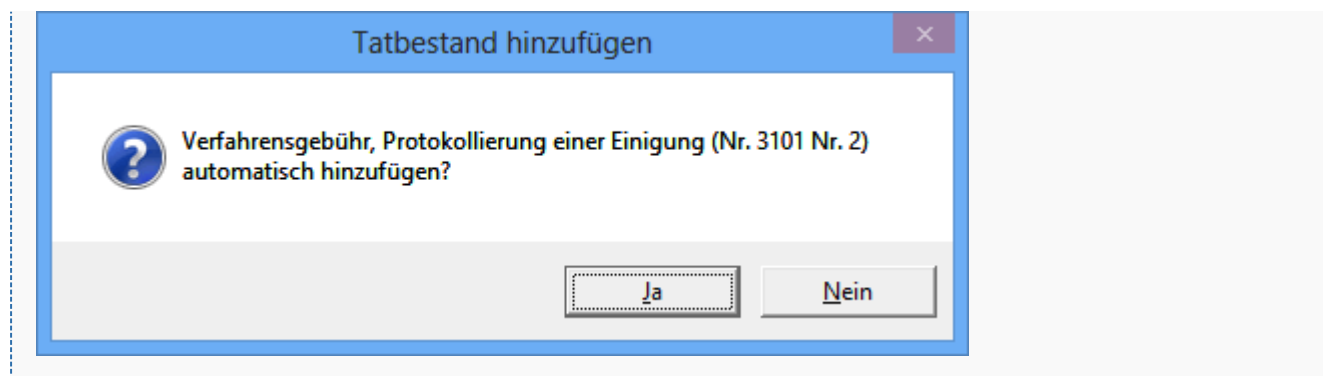 Tatbestand hinzufügen
Verfahrensgebühr, Protokollierung einer Einigung (Nr. 3101 Nr. 2)
automatisch hinzufügen?
Ja
Nein